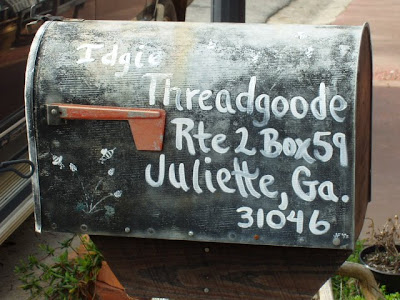 Idgie
Threadgoode
Rte 2 Box 59
Juliette, Ga.
31046